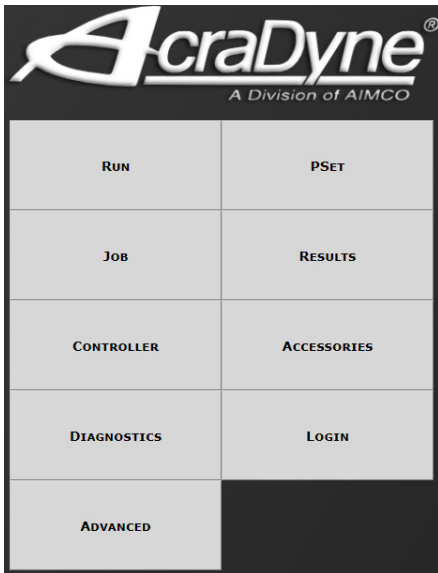 AcraDyne®
A Division of AIMCO
RUN
PSET
JOB
RESULTS
CONTROLLER
ACCESSORIES
DIAGNOSTICS
LOGIN
ADVANCED